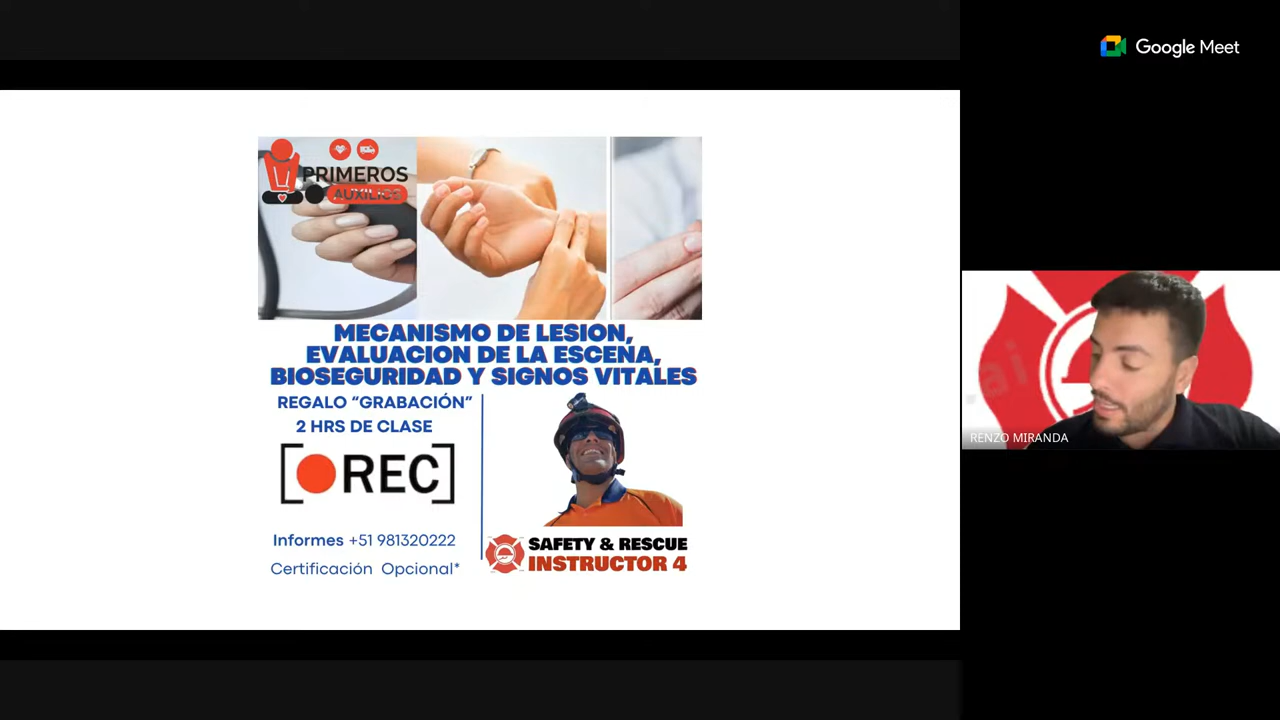 Google Meet
PRIMEROS
AUXILIOS
MECANISMO DE LESION,
EVALUACION DE LA ESCENA,
BIOSEGURIDAD Y SIGNOS VITALES
REGALO “GRABACIÓN”
2 HRS DE CLASE
[ REC]
Informes +51 981320222
Certificación Opcional*
SAFETY & RESCUE
INSTRUCTOR 4
.ai
RENZO MIRANDA